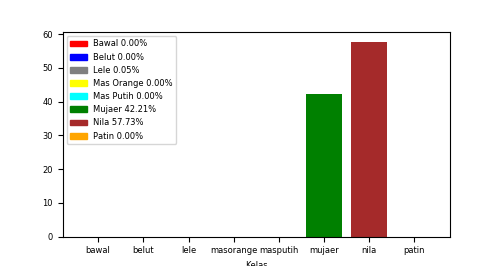 60
50
40
30
20
10
0
Bawal 0.00%
Belut 0.00%
Lele 0.05%
Mas Orange 0.00%
Mas Putih 0.00%
Mujaer 42.21%
Nila 57.73%
Patin 0.00%
bawal belut lele masorange masputih mujaer nila patin
Kelas